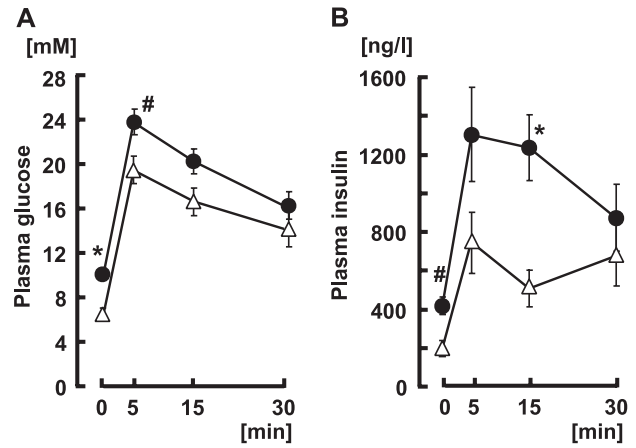 A
[mM]
Plasma glucose
28
24
20
16
12
8
4
0
*
#
0 5 15 30
[min]
B
[ng/l]
Plasma insulin
1600
1200
800
400
0
#
*
0 5 15 30
[min]